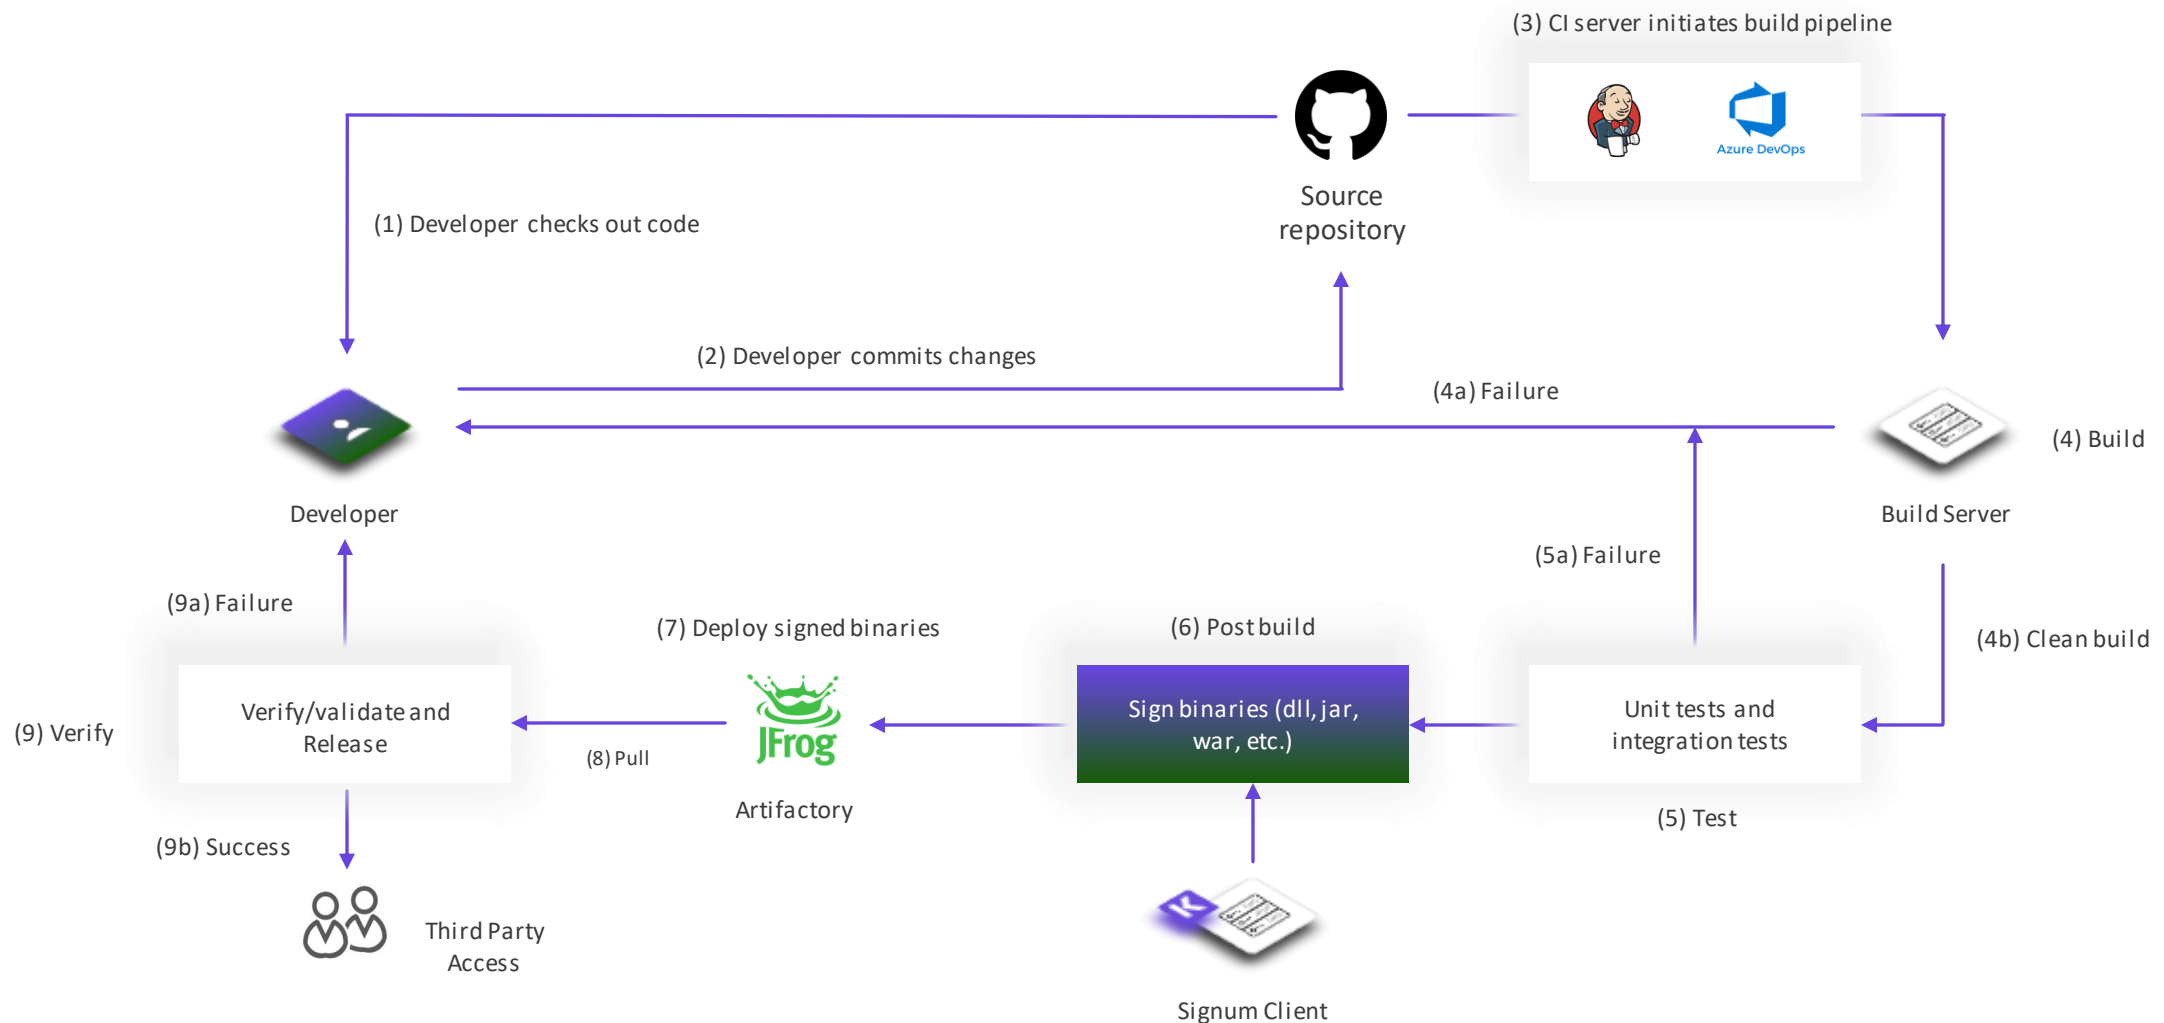 (3) CI server initiates build pipeline
Azure DevOps
Source
repository
(1) Developer checks out code
(2) Developer commits changes
(4a) Failure
(4) Build
Developer
Build Server
(5a) Failure
(9a) Failure
(7) Deploy signed binaries
(6) Post build
(4b) Clean build
Verify/validate and
Release
(9) Verify
(8) Pull
JFrog
Artifactory
Sign binaries (dll, jar,
war, etc.)
Unit tests and
integration tests
(5) Test
(9b) Success
Third Party
Access
K
Signum Client